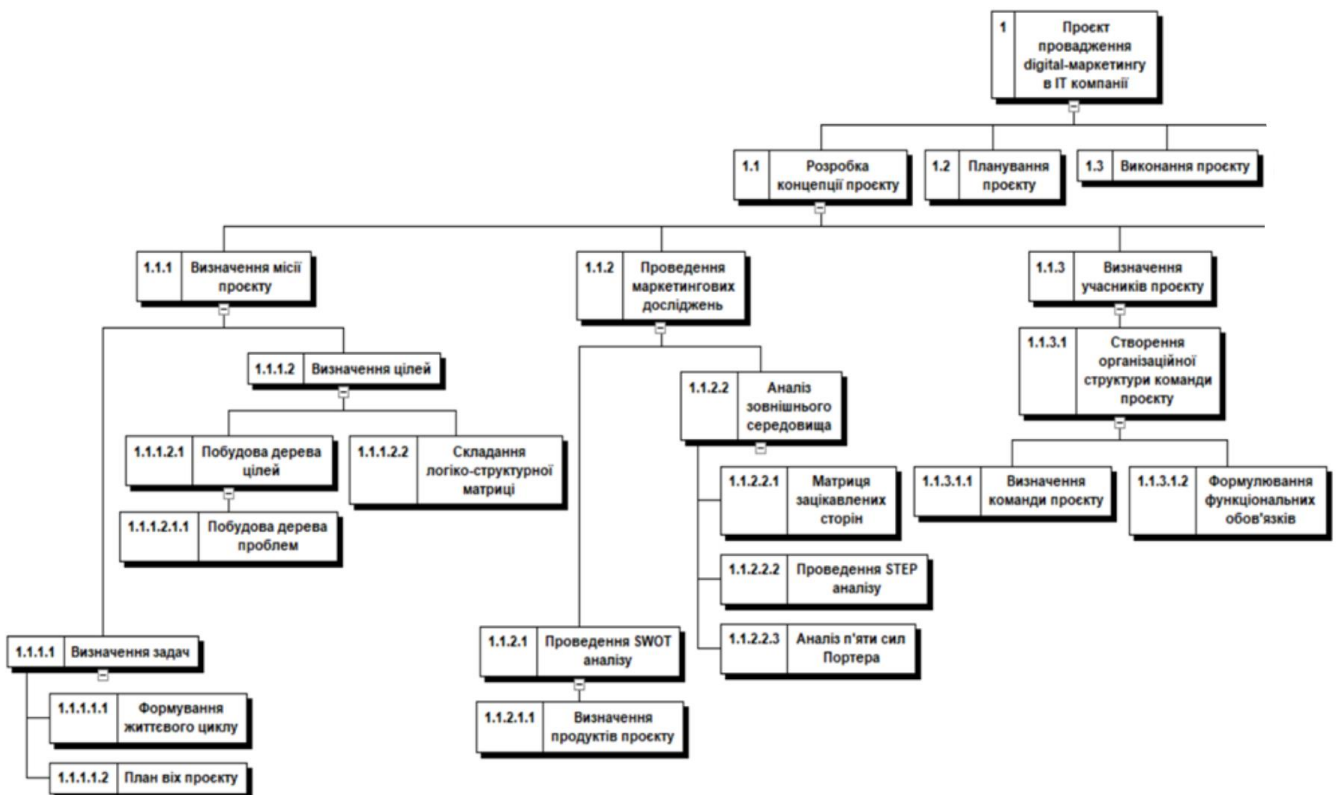 1 Проєкт
провадження
digital-маркетингу
в ІТ компанії
1.1 Розробка
концепції проєкту
1.2 Планування
проєкту
1.3 Виконання проєкту
1.1.1 Визначення місії
проєкту
1.1.2 Проведення
маркетингових
досліджень
1.1.3 Визначення
учасників проєкту
1.1.1.2 Визначення цілей
1.1.1.2.1 Побудова дерева
цілей
1.1.1.2.2 Складання
логіко-структурної
матриці
1.1.1.2.1.1 Побудова дерева
проблем
1.1.1.1 Визначення задач
1.1.1.1.1 Формування
життєвого циклу
1.1.1.1.2 План віх проєкту
1.1.2.2 Аналіз
зовнішнього
середовища
1.1.2.2.1 Матриця
зацікавлених
сторін
1.1.2.2.2 Проведення STEP
аналізу
1.1.2.2.3 Аналіз п'яти сил
Портера
1.1.2.1 Проведення SWOT
аналізу
1.1.2.1.1 Визначення
продуктів проєкту
1.1.3.1 Створення
організаційної
структури команди
проєкту
1.1.3.1.1 Визначення
команди проєкту
1.1.3.1.2 Формулювання
функціональних
обов'язків